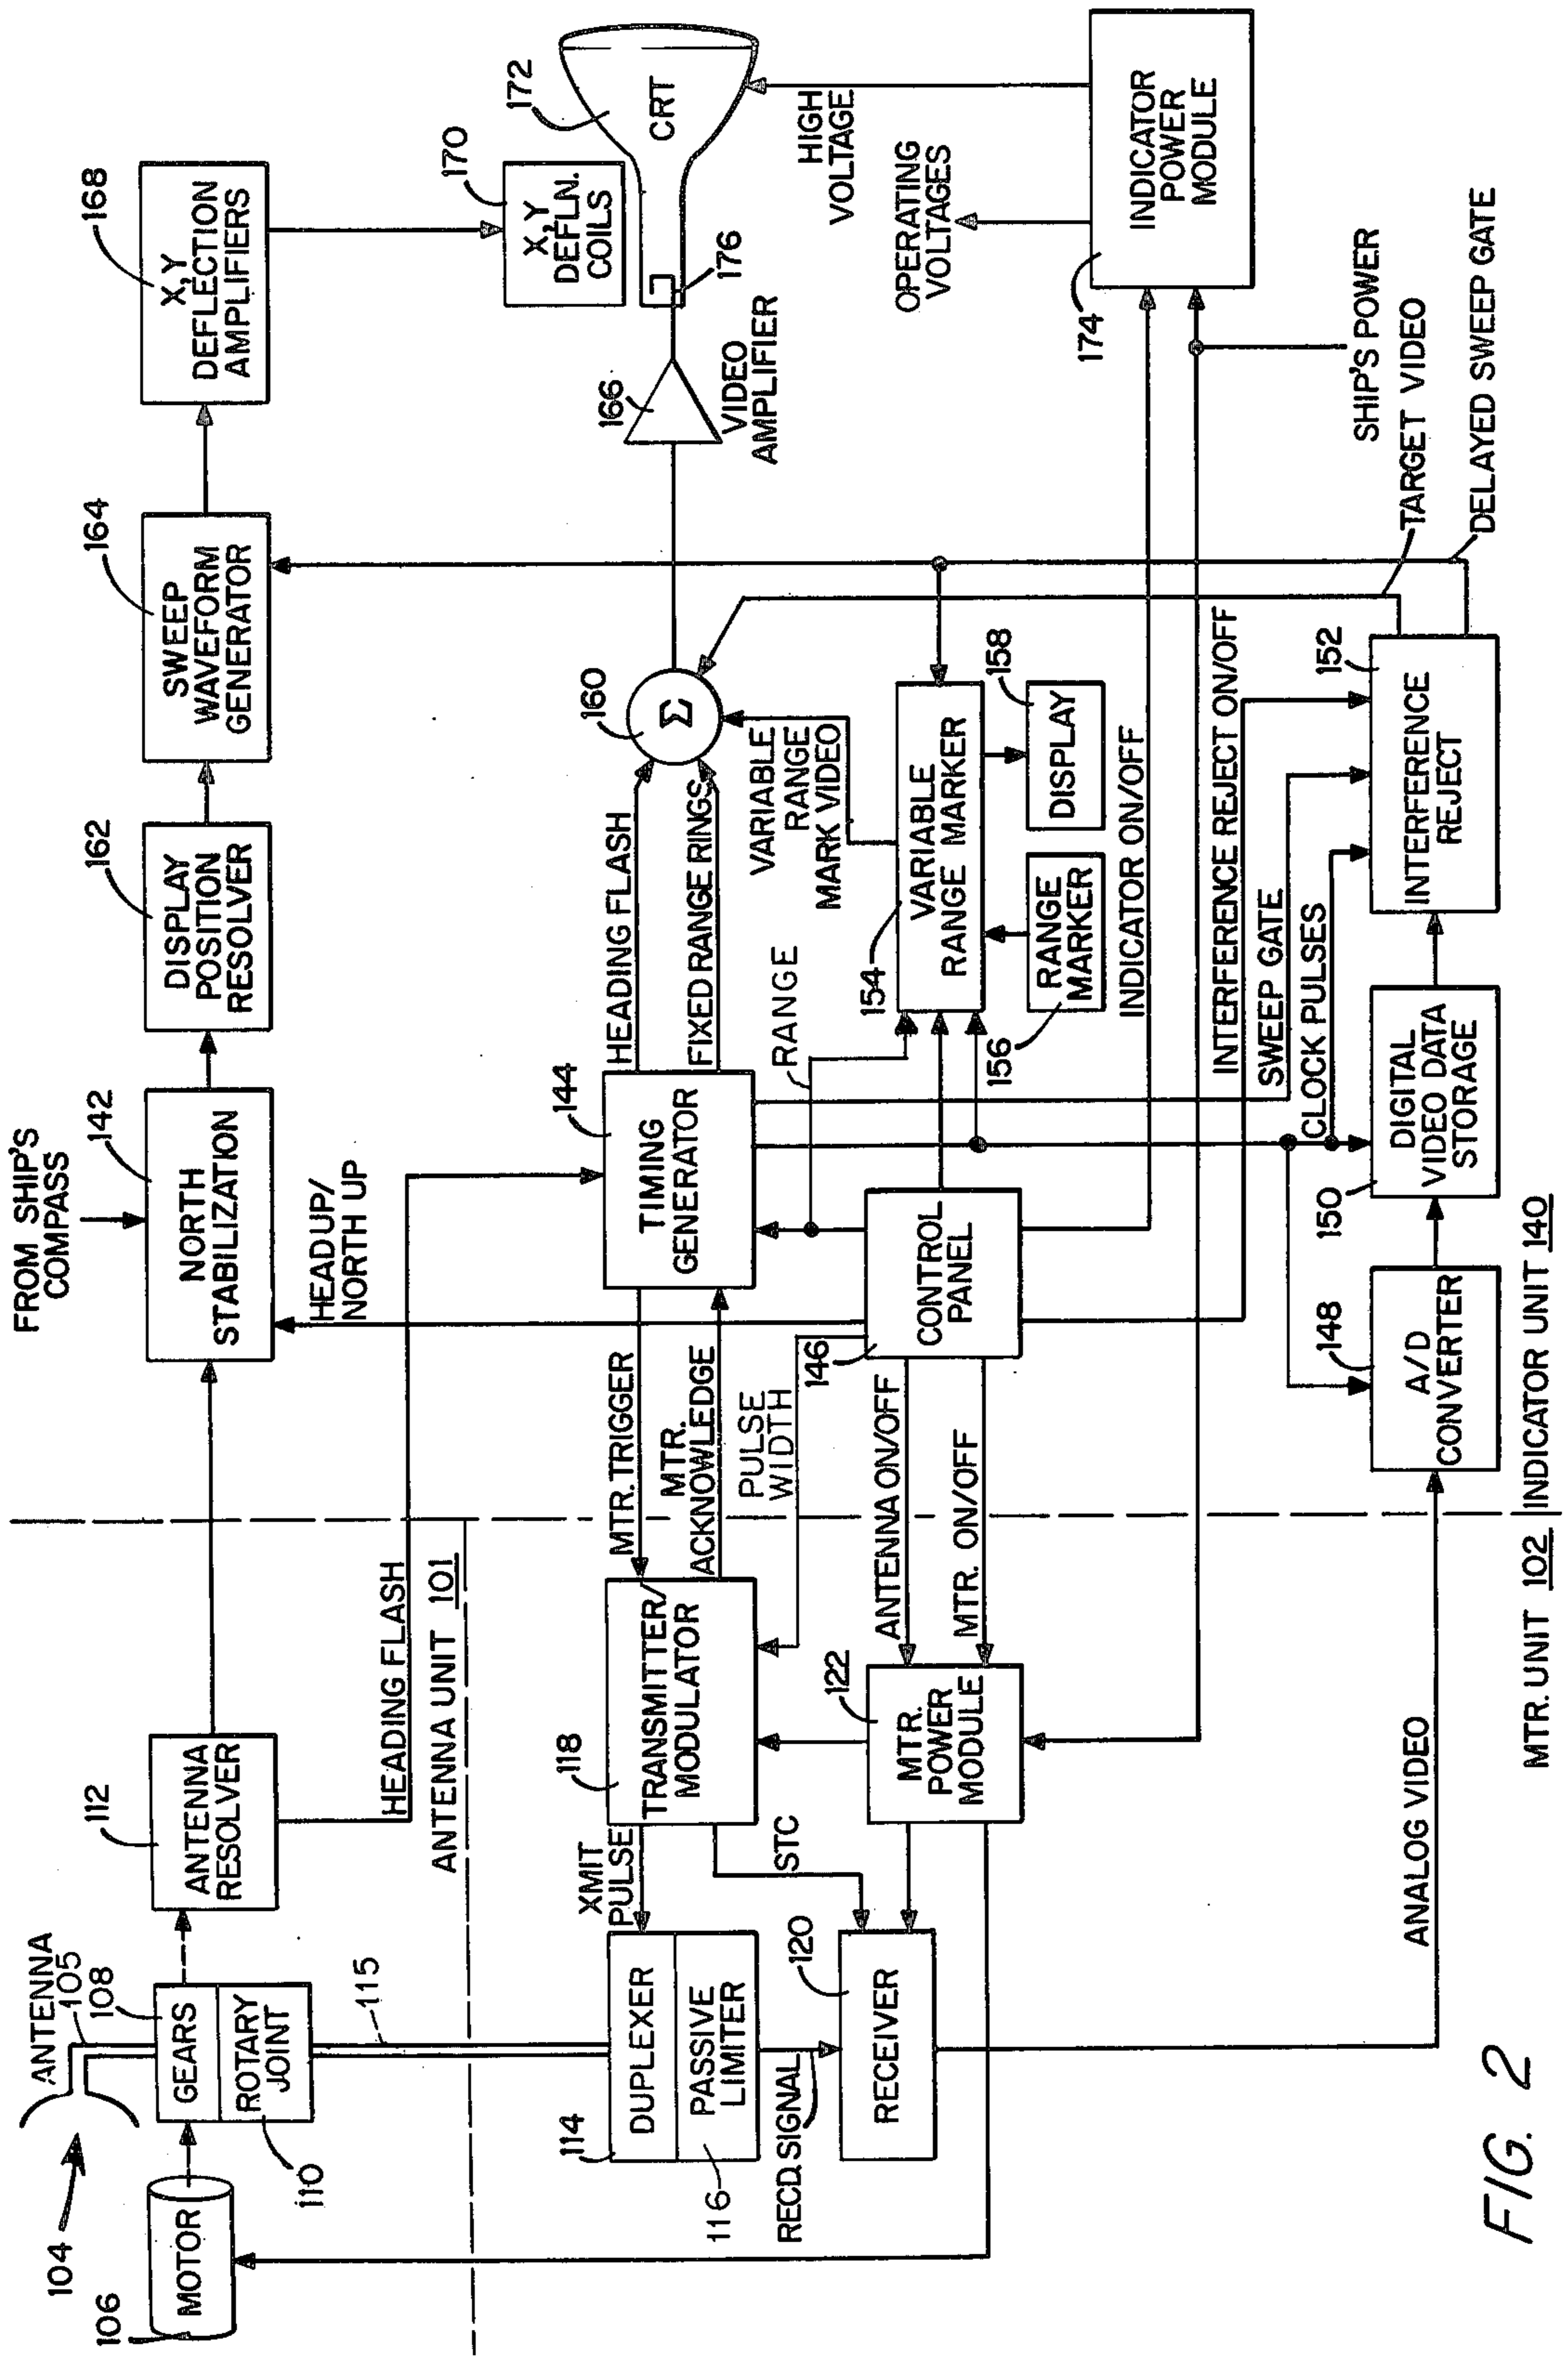 104
ANTENNA
105
106
MOTOR
108
GEARS
ROTARY
JOINT
110
112
ANTENNA
RESOLVER
HEADING FLASH
115
ANTENNA UNIT 101
FROM SHIP'S
COMPASS
142
NORTH
STABILIZATION
HEAD UP/
NORTH UP
162
DISPLAY
POSITION
RESOLVER
164
SWEEP
WAVEFORM
GENERATOR
168
X,Y
DEFLECTION
AMPLIFIERS
170
X,Y
DEFLN.
COILS
172
CRT
176
114
DUPLEXER
PASSIVE
LIMITER
116
XMIT
PULSE
118
TRANSMITTER/
MODULATOR
STC
MTR. TRIGGER
MTR.
ACKNOWLEDGE
PULSE
WIDTH
144
TIMING
GENERATOR
HEADING FLASH
FIXED RANGE RINGS
160
Σ
166
VIDEO
AMPLIFIER
RECD. SIGNAL
120
RECEIVER
122
MTR.
POWER
MODULE
ANTENNA ON/OFF
MTR. ON/OFF
146
CONTROL
PANEL
RANGE
VARIABLE
RANGE
MARK VIDEO
154
VARIABLE
RANGE MARKER
156
RANGE
MARKER
158
DISPLAY
HIGH
VOLTAGE
OPERATING
VOLTAGES
174
INDICATOR
POWER
MODULE
INDICATOR ON/OFF
INTERFERENCE REJECT ON/OFF
SWEEP GATE
CLOCK PULSES
SHIP'S POWER
TARGET VIDEO
DELAYED SWEEP GATE
ANALOG VIDEO
148
A/D
CONVERTER
150
DIGITAL
VIDEO DATA
STORAGE
152
INTERFERENCE
REJECT
MTR. UNIT 102
INDICATOR UNIT 140
FIG. 2